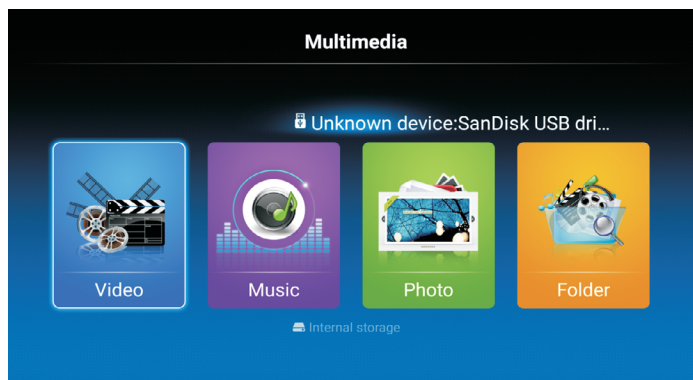 Multimedia
Unknown device:SanDisk USB dri...
Video
Music
Photo
Folder
Internal storage